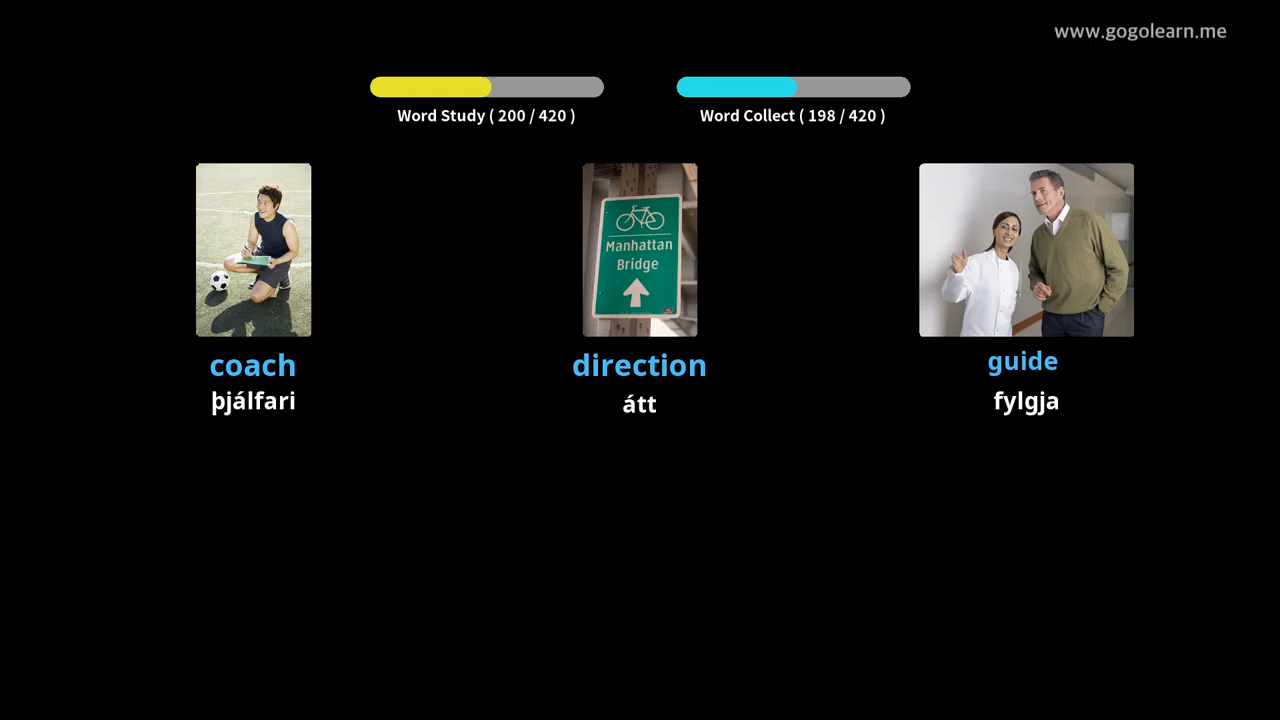 www.gogolearn.me
Word Study ( 200 / 420 )
Word Collect ( 198 / 420 )
Manhattan
Bridge
coach
direction
guide
þjálfari
átt
fylgja